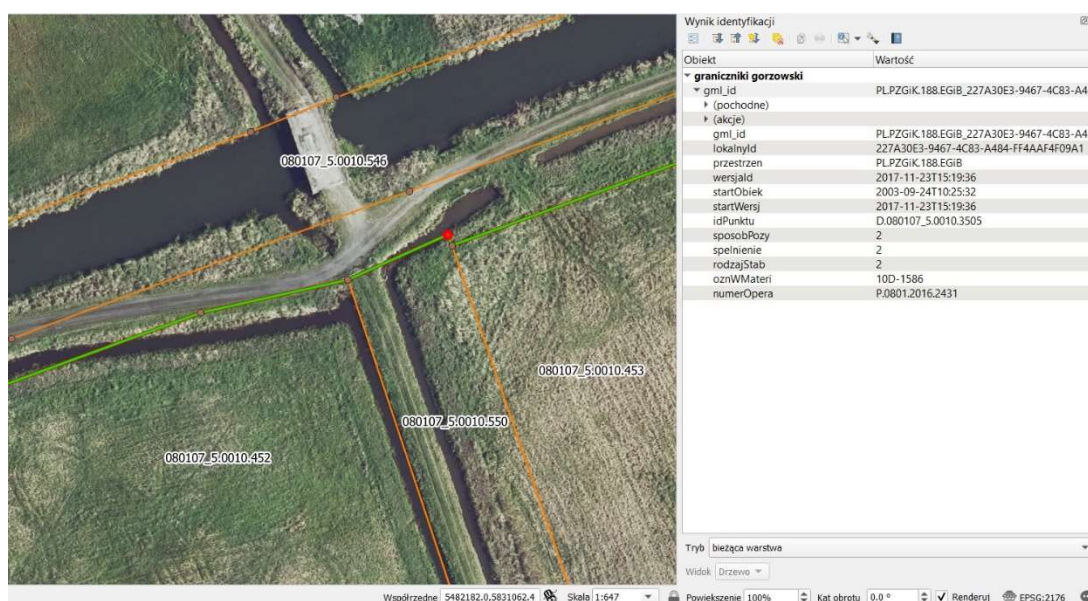 080107_5.0010.546
080107_5.0010.453
080107_5.0010.550
080107_5.0010.452
Wynik identyfikacji
Obiekt Wartość
graniczniki gorzowski
gml_id PL.PZGiK.188.EGiB_227A30E3-9467-4C83-A4
(pochodne)
(akcje)
gml_id PL.PZGiK.188.EGiB_227A30E3-9467-4C83-A4
lokalnyId 227A30E3-9467-4C83-A484-FF4AAF4F09A1
przestrzen PL.PZGiK.188.EGiB
wersjaId 2017-11-23T15:19:36
startObiek 2003-09-24T10:25:32
startWersj 2017-11-23T15:19:36
idPunktu D.080107_5.0010.3505
sposobPozy 2
spelnienie 2
rodzajStab 2
oznWMateri 10D-1586
numerOpera P.0801.2016.2431
Tryb bieżąca warstwa
Widok Drzewo
Współrzędne 5482182.0,5831062.4 Skala 1:647 Powiększenie 100% Kąt obrotu 0.0 ° Renderuj EPSG:2176